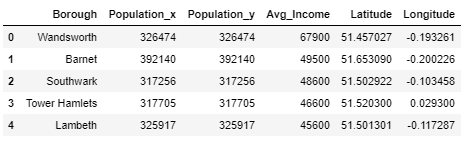 Borough Population_x Population_y Avg_Income Latitude Longitude
0 Wandsworth 326474 326474 67900 51.457027 -0.193261
1 Barnet 392140 392140 49500 51.653090 -0.200226
2 Southwark 317256 317256 48600 51.502922 -0.103458
3 Tower Hamlets 317705 317705 46600 51.520300 0.029300
4 Lambeth 325917 325917 45600 51.501301 -0.117287